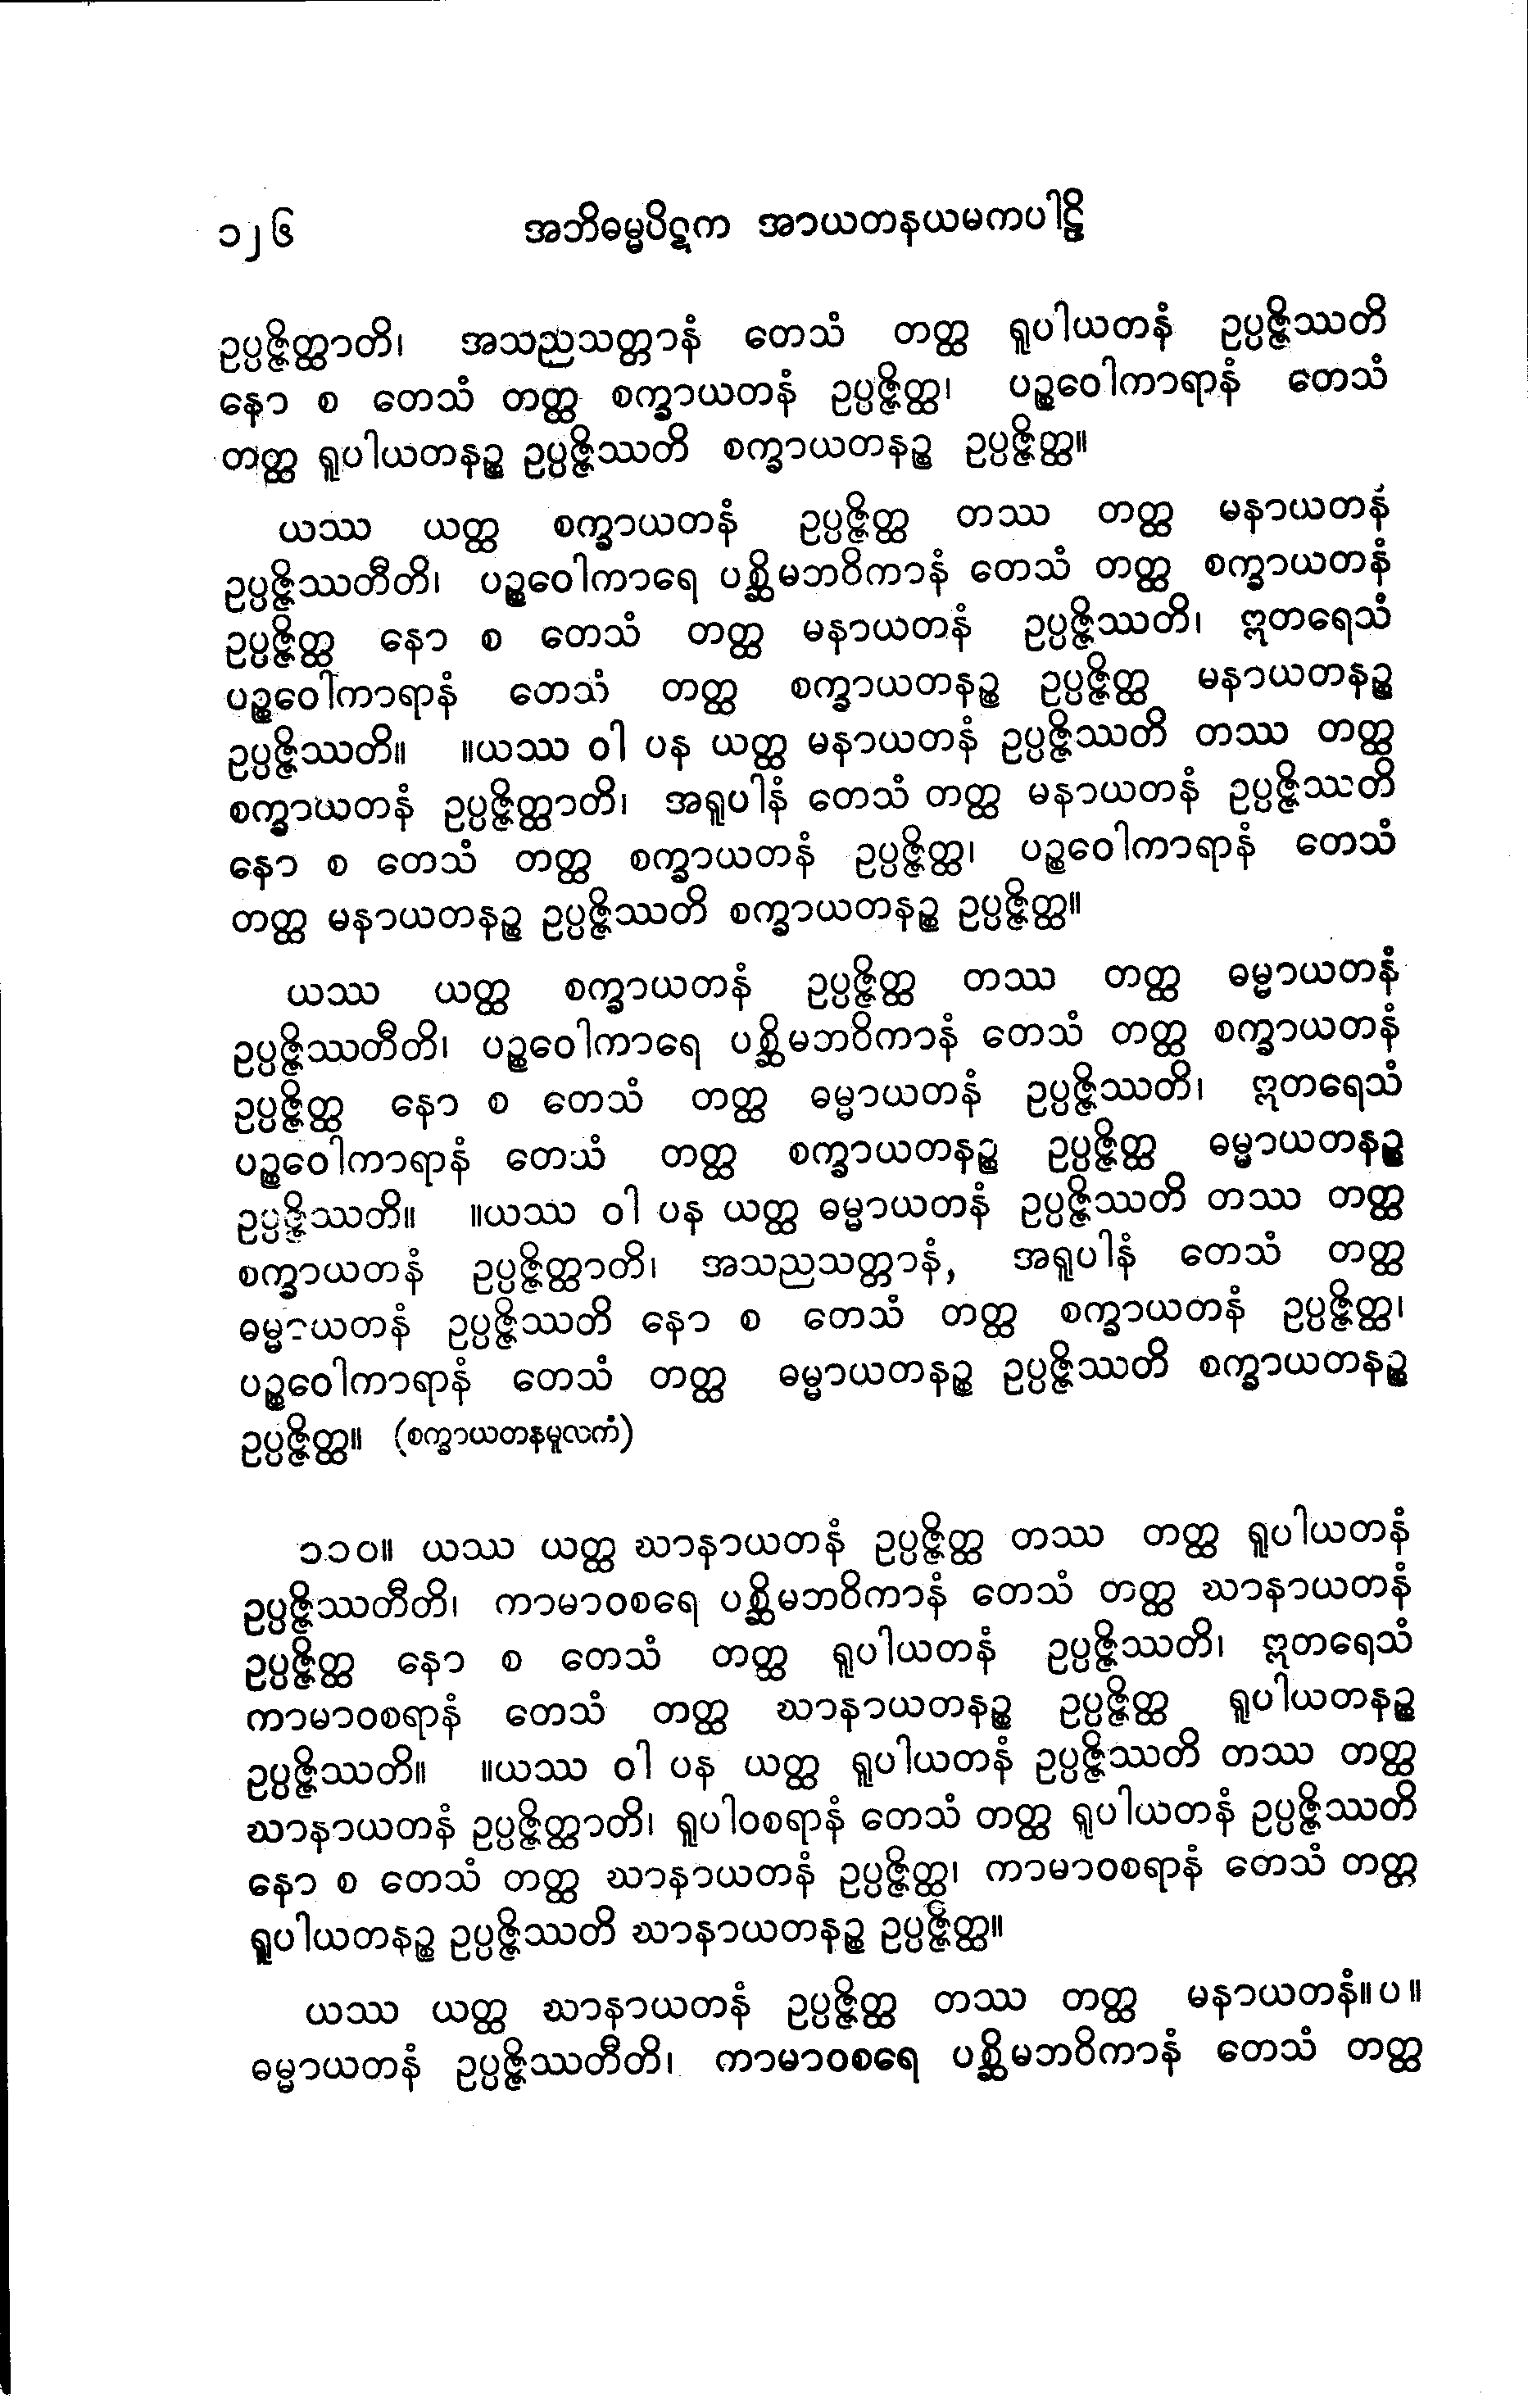 ၁၂၆ အဘိဓမ္မပိဋက အာယတနယမကပါဠိ
ဥပ္ပဇ္ဇိတ္ထာတိ၊ အသညသတ္တာနံ တေသံ တတ္ထ ရူပါယတနံ ဥပ္ပဇ္ဇိဿတိ
နော စ တေသံ တတ္ထ စက္ခာယတနံ ဥပ္ပဇ္ဇိတ္ထ၊ ပဉ္စဝေါကာရာနံ တေသံ
တတ္ထ ရူပါယတနဉ္စ ဥပ္ပဇ္ဇိဿတိ စက္ခာယတနဉ္စ ဥပ္ပဇ္ဇိတ္ထ။
ယဿ ယတ္ထ စက္ခာယတနံ ဥပ္ပဇ္ဇိတ္ထ တဿ တတ္ထ မနာယတနံ
ဥပ္ပဇ္ဇိဿတီတိ၊ ပဉ္စဝေါကာရေ ပစ္ဆိမဘဝိကာနံ တေသံ တတ္ထ စက္ခာယတနံ
ဥပ္ပဇ္ဇိတ္ထ နော စ တေသံ တတ္ထ မနာယတနံ ဥပ္ပဇ္ဇိဿတိ၊ ဣတရေသံ
ပဉ္စဝေါကာရာနံ တေသံ တတ္ထ စက္ခာယတနဉ္စ ဥပ္ပဇ္ဇိတ္ထ မနာယတနဉ္စ
ဥပ္ပဇ္ဇိဿတိ။ ။ယဿ ဝါ ပန ယတ္ထ မနာယတနံ ဥပ္ပဇ္ဇိဿတိ တဿ တတ္ထ
စက္ခာယတနံ ဥပ္ပဇ္ဇိတ္ထာတိ၊ အရူပါနံ တေသံ တတ္ထ မနာယတနံ ဥပ္ပဇ္ဇိဿတိ
နော စ တေသံ တတ္ထ စက္ခာယတနံ ဥပ္ပဇ္ဇိတ္ထ၊ ပဉ္စဝေါကာရာနံ တေသံ
တတ္ထ မနာယတနဉ္စ ဥပ္ပဇ္ဇိဿတိ စက္ခာယတနဉ္စ ဥပ္ပဇ္ဇိတ္ထ။
ယဿ ယတ္ထ စက္ခာယတနံ ဥပ္ပဇ္ဇိတ္ထ တဿ တတ္ထ ဓမ္မာယတနံ
ဥပ္ပဇ္ဇိဿတီတိ၊ ပဉ္စဝေါကာရေ ပစ္ဆိမဘဝိကာနံ တေသံ တတ္ထ စက္ခာယတနံ
ဥပ္ပဇ္ဇိတ္ထ နော စ တေသံ တတ္ထ ဓမ္မာယတနံ ဥပ္ပဇ္ဇိဿတိ၊ ဣတရေသံ
ပဉ္စဝေါကာရာနံ တေသံ တတ္ထ စက္ခာယတနဉ္စ ဥပ္ပဇ္ဇိတ္ထ ဓမ္မာယတနဉ္စ
ဥပ္ပဇ္ဇိဿတိ။ ။ယဿ ဝါ ပန ယတ္ထ ဓမ္မာယတနံ ဥပ္ပဇ္ဇိဿတိ တဿ တတ္ထ
စက္ခာယတနံ ဥပ္ပဇ္ဇိတ္ထာတိ၊ အသညသတ္တာနံ, အရူပါနံ တေသံ တတ္ထ
ဓမ္မာယတနံ ဥပ္ပဇ္ဇိဿတိ နော စ တေသံ တတ္ထ စက္ခာယတနံ ဥပ္ပဇ္ဇိတ္ထ၊
ပဉ္စဝေါကာရာနံ တေသံ တတ္ထ ဓမ္မာယတနဉ္စ ဥပ္ပဇ္ဇိဿတိ စက္ခာယတနဉ္စ
ဥပ္ပဇ္ဇိတ္ထ။ (စက္ခာယတနမူလကံ)
၁၁၀။ ယဿ ယတ္ထ ဃာနာယတနံ ဥပ္ပဇ္ဇိတ္ထ တဿ တတ္ထ ရူပါယတနံ
ဥပ္ပဇ္ဇိဿတီတိ၊ ကာမာဝစရေ ပစ္ဆိမဘဝိကာနံ တေသံ တတ္ထ ဃာနာယတနံ
ဥပ္ပဇ္ဇိတ္ထ နော စ တေသံ တတ္ထ ရူပါယတနံ ဥပ္ပဇ္ဇိဿတိ၊ ဣတရေသံ
ကာမာဝစရာနံ တေသံ တတ္ထ ဃာနာယတနဉ္စ ဥပ္ပဇ္ဇိတ္ထ ရူပါယတနဉ္စ
ဥပ္ပဇ္ဇိဿတိ။ ။ယဿ ဝါ ပန ယတ္ထ ရူပါယတနံ ဥပ္ပဇ္ဇိဿတိ တဿ တတ္ထ
ဃာနာယတနံ ဥပ္ပဇ္ဇိတ္ထာတိ၊ ရူပါဝစရာနံ တေသံ တတ္ထ ရူပါယတနံ ဥပ္ပဇ္ဇိဿတိ
နော စ တေသံ တတ္ထ ဃာနာယတနံ ဥပ္ပဇ္ဇိတ္ထ၊ ကာမာဝစရာနံ တေသံ တတ္ထ
ရူပါယတနဉ္စ ဥပ္ပဇ္ဇိဿတိ ဃာနာယတနဉ္စ ဥပ္ပဇ္ဇိတ္ထ။
ယဿ ယတ္ထ ဃာနာယတနံ ဥပ္ပဇ္ဇိတ္ထ တဿ တတ္ထ မနာယတနံ။ပ။
ဓမ္မာယတနံ ဥပ္ပဇ္ဇိဿတီတိ၊ ကာမာဝစရေ ပစ္ဆိမဘဝိကာနံ တေသံ တတ္ထ